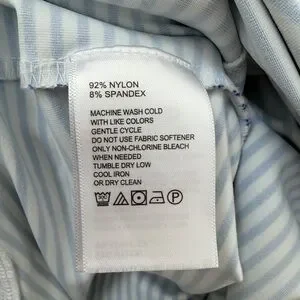 92% NYLON
8% SPANDEX
MACHINE WASH COLD
WITH LIKE COLORS
GENTLE CYCLE
DO NOT USE FABRIC SOFTENER
ONLY NON-CHLORINE BLEACH
WHEN NEEDED
TUMBLE DRY LOW
COOL IRON
OR DRY CLEAN